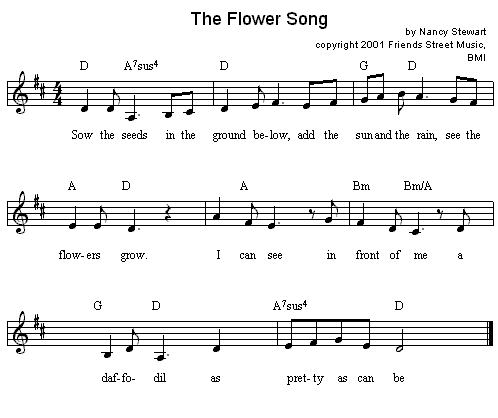 The Flower Song
by Nancy Stewart
copyright 2001 Friends Street Music,
BMI
D A7sus4 D G D
4 4
Sow the seeds in the ground be-low, add the sun and the rain, see the
A D A Bm Bm/A
flow-ers grow. I can see in front of me a
G D A7sus4 D
daf-fo-dil as pret-ty as can be